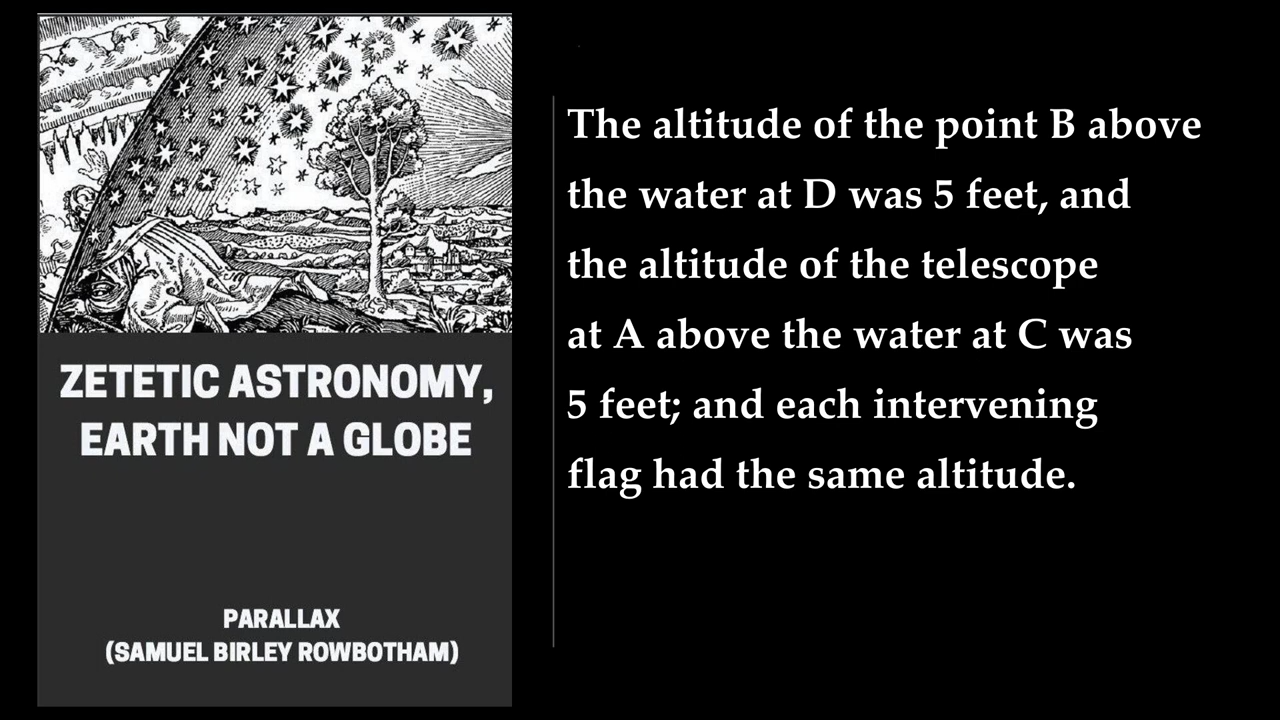 ZETETIC ASTRONOMY,
EARTH NOT A GLOBE
PARALLAX
(SAMUEL BIRLEY ROWBOTHAM)
The altitude of the point B above
the water at D was 5 feet, and
the altitude of the telescope
at A above the water at C was
5 feet; and each intervening
flag had the same altitude.